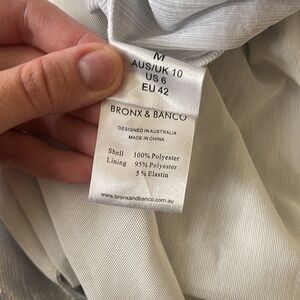 M
AUS/UK 10
US 6
EU 42
BRONX & BANCO
DESIGNED IN AUSTRALIA
MADE IN CHINA
Shell 100% Polyester
Lining 95% Polyester
5% Elastin
www.bronxandbanco.com.au